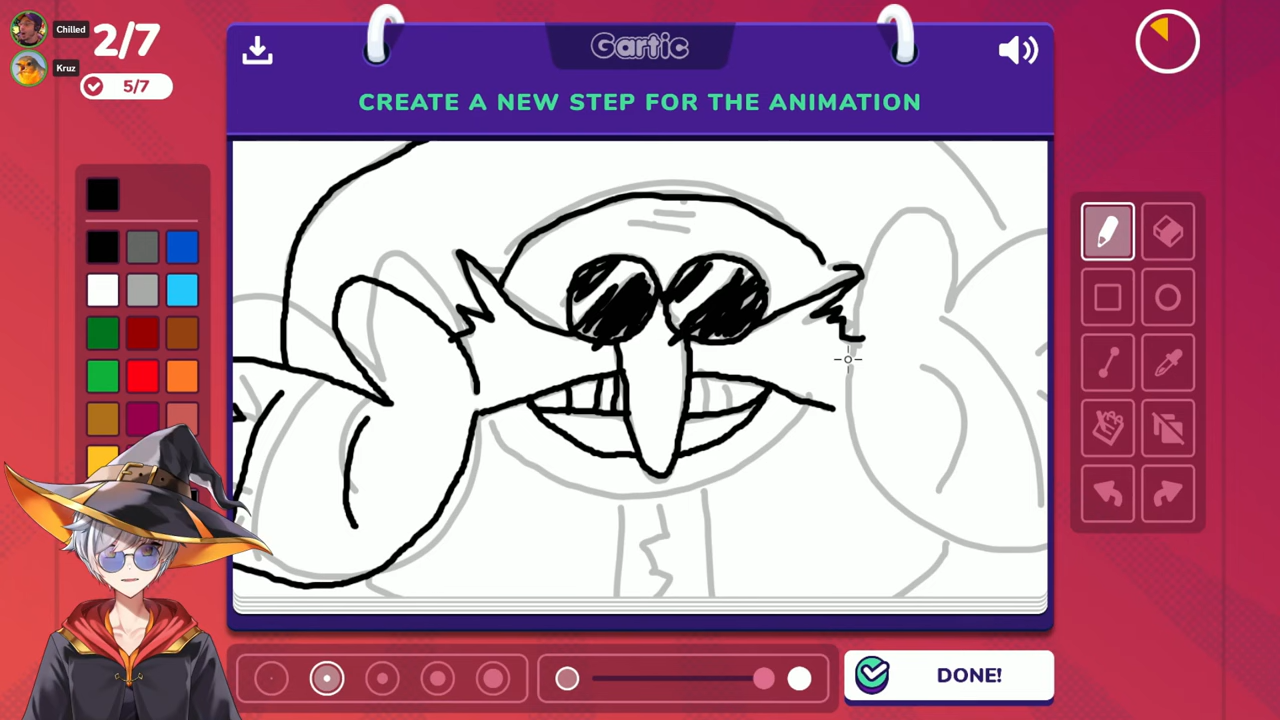 Chilled
2/7
Kruz
5/7
Gartic
CREATE A NEW STEP FOR THE ANIMATION
DONE!